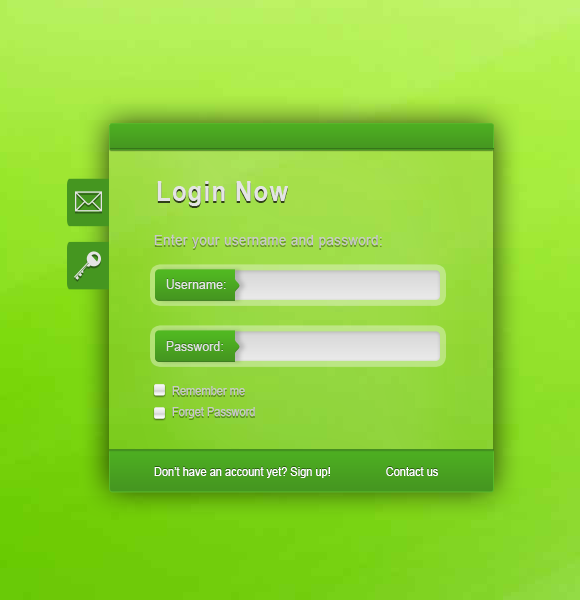 Login Now
Enter your username and password:
Username:
Password:
Remember me
Forget Password
Don't have an account yet? Sign up!
Contact us